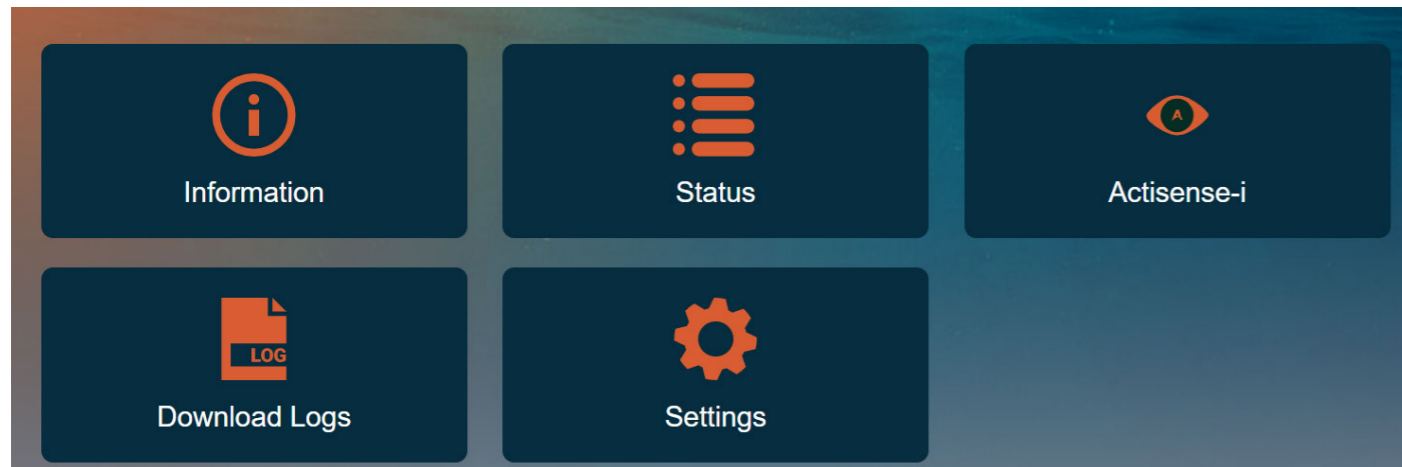 Information
Status
A
Actisense-i
LOG
Download Logs
Settings